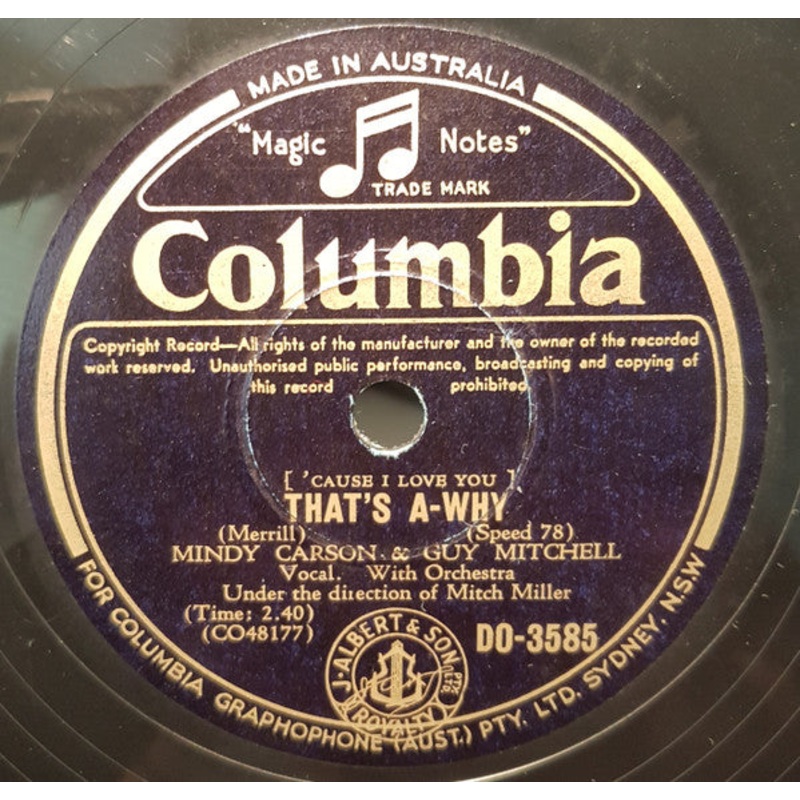 MADE IN AUSTRALIA
"Magic Notes"
TRADE MARK
Columbia
Copyright Record—All rights of the manufacturer and the owner of the recorded
work reserved. Unauthorised public performance, broadcasting and copying of
this record prohibited.
[ 'CAUSE I LOVE YOU ]
THAT'S A-WHY
(Merrill) (Speed 78)
MINDY CARSON & GUY MITCHELL
Vocal. With Orchestra
Under the direction of Mitch Miller
(Time: 2.40)
(CO48177)
DO-3585
J. ALBERT & SON PTY. LTD.
ROYALTY
FOR COLUMBIA GRAPHOPHONE (AUST.) PTY. LTD. SYDNEY, N.S.W